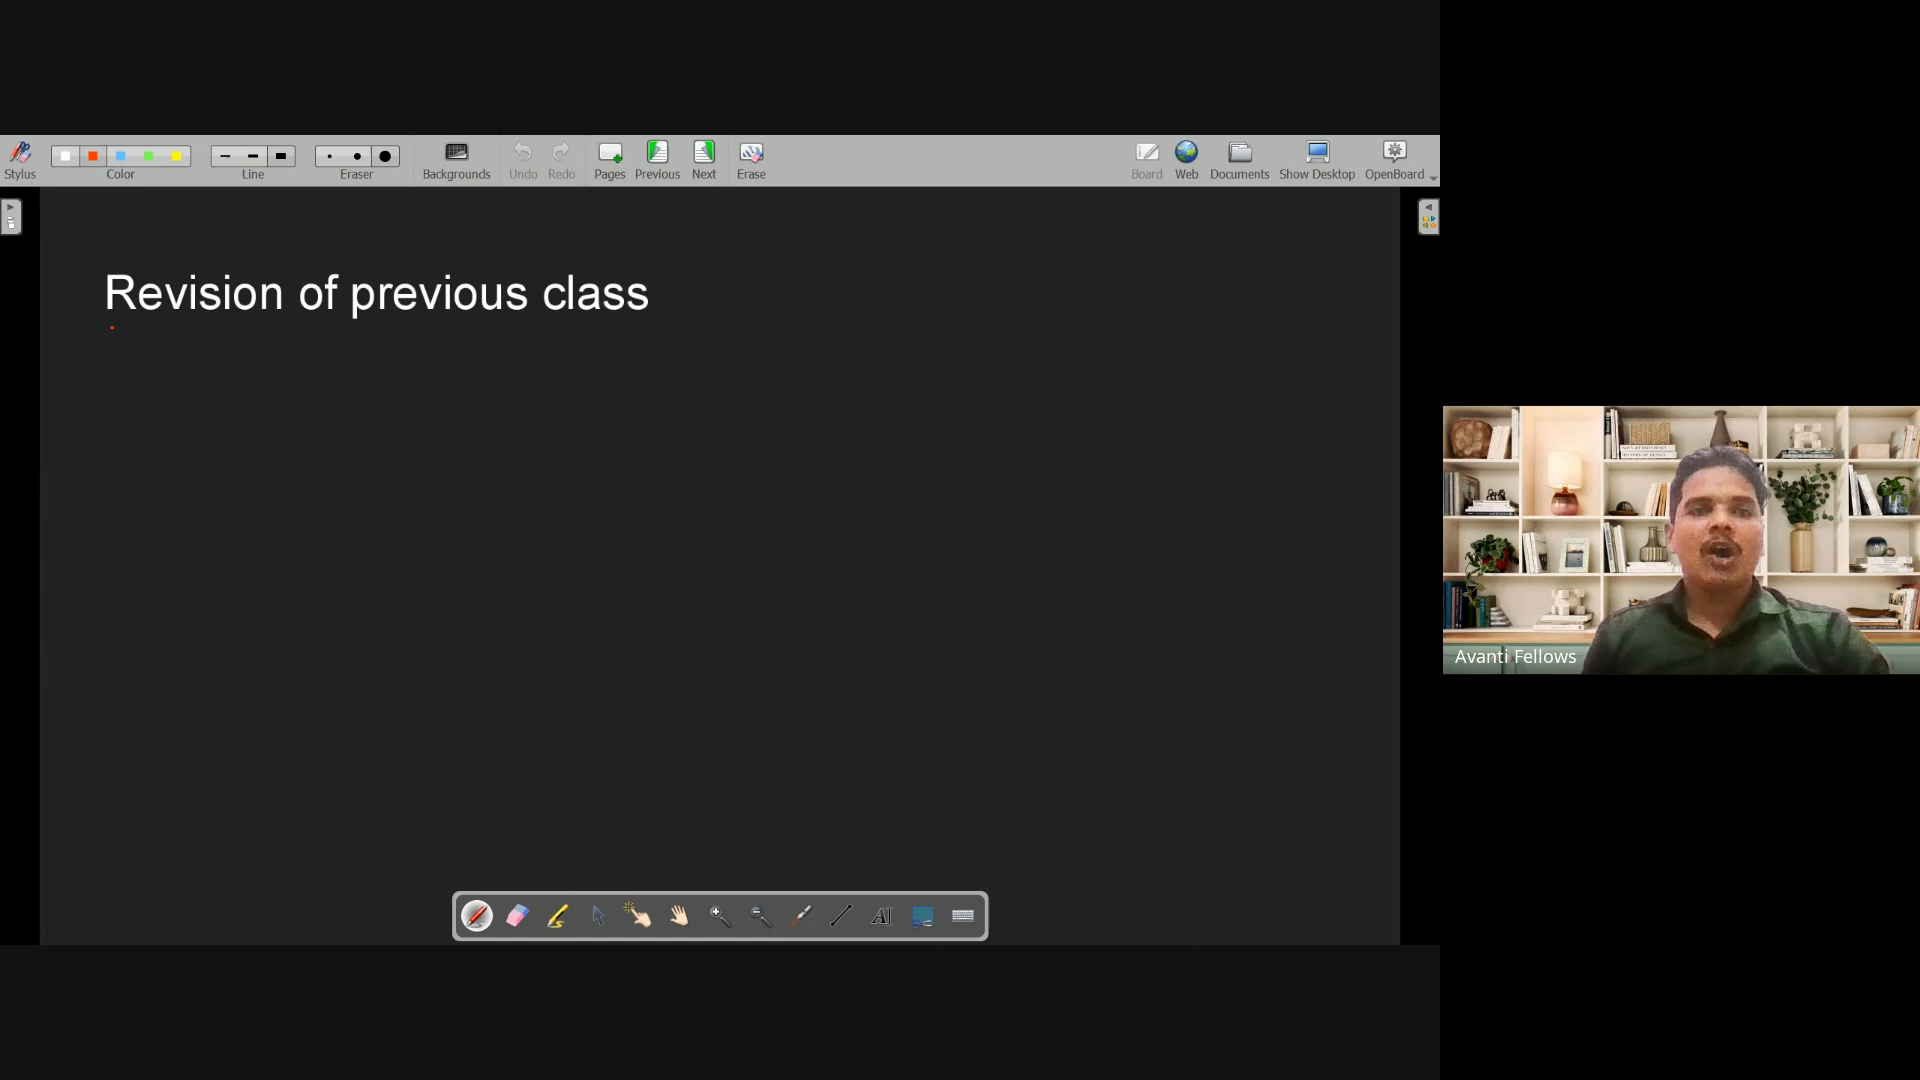 Stylus
Color
Line
Eraser
Backgrounds
Undo
Redo
Pages
Previous
Next
Erase
Board
Web
Documents
Show Desktop
OpenBoard
Revision of previous class
Avanti Fellows